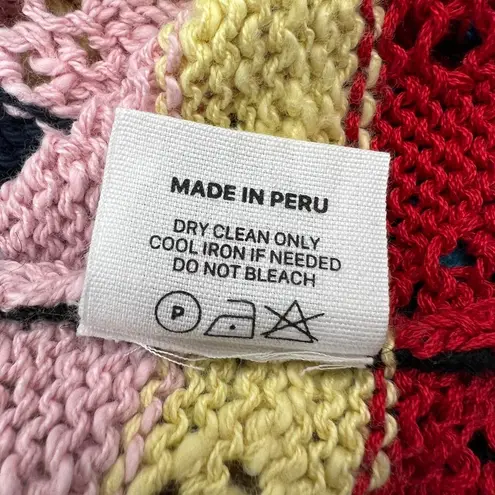 MADE IN PERU
DRY CLEAN ONLY
COOL IRON IF NEEDED
DO NOT BLEACH
P